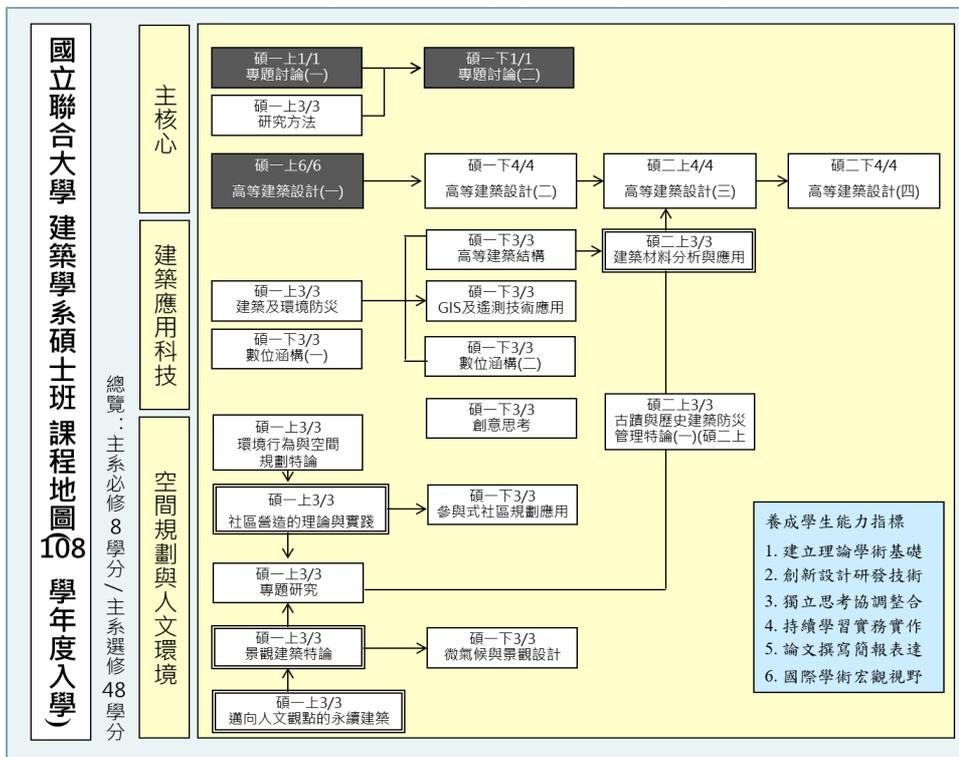 國立聯合大學 建築學系碩士班 課程地圖(108 學年度入學)
總覽：主系必修 8 學分 / 主系選修 48 學分
主核心
碩一上1/1
專題討論(一)
碩一下1/1
專題討論(二)
碩一上3/3
研究方法
碩一上6/6
高等建築設計(一)
碩一下4/4
高等建築設計(二)
碩二上4/4
高等建築設計(三)
碩二下4/4
高等建築設計(四)
建築應用科技
碩一下3/3
高等建築結構
碩二上3/3
建築材料分析與應用
碩一上3/3
建築及環境防災
碩一下3/3
GIS及遙測技術應用
碩一上3/3
數位涵構(一)
碩一下3/3
數位涵構(二)
空間規劃與人文環境
碩一下3/3
創意思考
碩二上3/3
古蹟與歷史建築防災
管理特論(一)(碩二上
碩一上3/3
環境行為與空間
規劃特論
碩一上3/3
社區營造的理論與實踐
碩一下3/3
參與式社區規劃應用
碩一上3/3
專題研究
碩一上3/3
景觀建築特論
碩一下3/3
微氣候與景觀設計
碩一上3/3
邁向人文觀點的永續建築
養成學生能力指標
1. 建立理論學術基礎
2. 創新設計研發技術
3. 獨立思考協調整合
4. 持續學習實務實作
5. 論文撰寫簡報表達
6. 國際學術宏觀視野